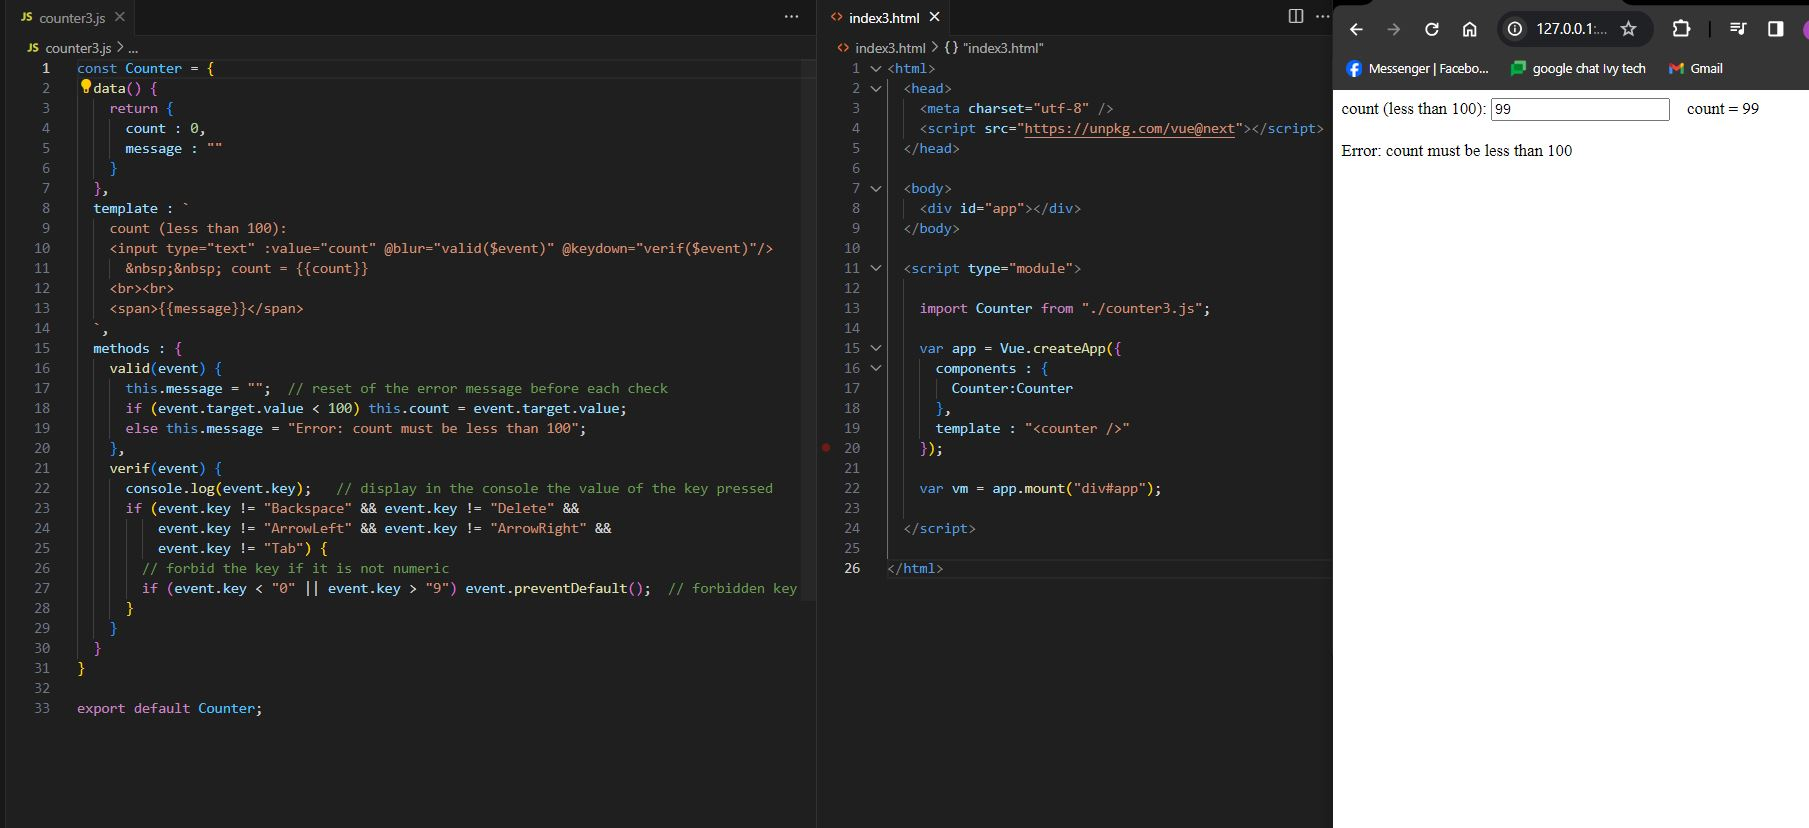 JS counter3.js
JS counter3.js > ...
1 const Counter = {
2 data() {
3 return {
4 count : 0,
5 message : ""
6 }
7 },
8 template : `
9 count (less than 100):
10 <input type="text" :value="count" @blur="valid($event)" @keydown="verif($event)"/>
11 &nbsp;&nbsp; count = {{count}}
12 <br><br>
13 <span>{{message}}</span>
14 `,
15 methods : {
16 valid(event) {
17 this.message = "";  // reset of the error message before each check
18 if (event.target.value < 100) this.count = event.target.value;
19 else this.message = "Error: count must be less than 100";
20 },
21 verif(event) {
22 console.log(event.key);   // display in the console the value of the key pressed
23 if (event.key != "Backspace" && event.key != "Delete" &&
24 event.key != "ArrowLeft" && event.key != "ArrowRight" &&
25 event.key != "Tab") {
26 // forbid the key if it is not numeric
27 if (event.key < "0" || event.key > "9") event.preventDefault();  // forbidden key
28 }
29 }
30 }
31 }
32
33 export default Counter;
index3.html
index3.html > {} "index3.html"
1 <html>
2 <head>
3 <meta charset="utf-8" />
4 <script src="https://unpkg.com/vue@next"></script>
5 </head>
6
7 <body>
8 <div id="app"></div>
9 </body>
10
11 <script type="module">
12
13 import Counter from "./counter3.js";
14
15 var app = Vue.createApp({
16 components : {
17 Counter:Counter
18 },
19 template : "<counter />"
20 });
21
22 var vm = app.mount("div#app");
23
24 </script>
25
26 </html>
127.0.0.1:...
Messenger | Facebo... google chat Ivy tech Gmail
count (less than 100): 99 count = 99
Error: count must be less than 100